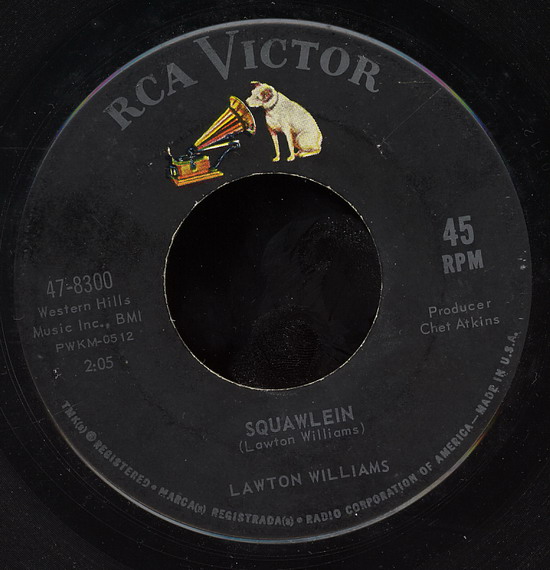 RCA VICTOR
45
RPM
47-8300
Western Hills
Music Inc., BMI
PWKM-0512
2:05
Producer
Chet Atkins
SQUAWLEIN
(Lawton Williams)
LAWTON WILLIAMS
TMK(s) ® REGISTERED • MARCA(s) REGISTRADA(s) • RADIO CORPORATION OF AMERICA—MADE IN U.S.A.